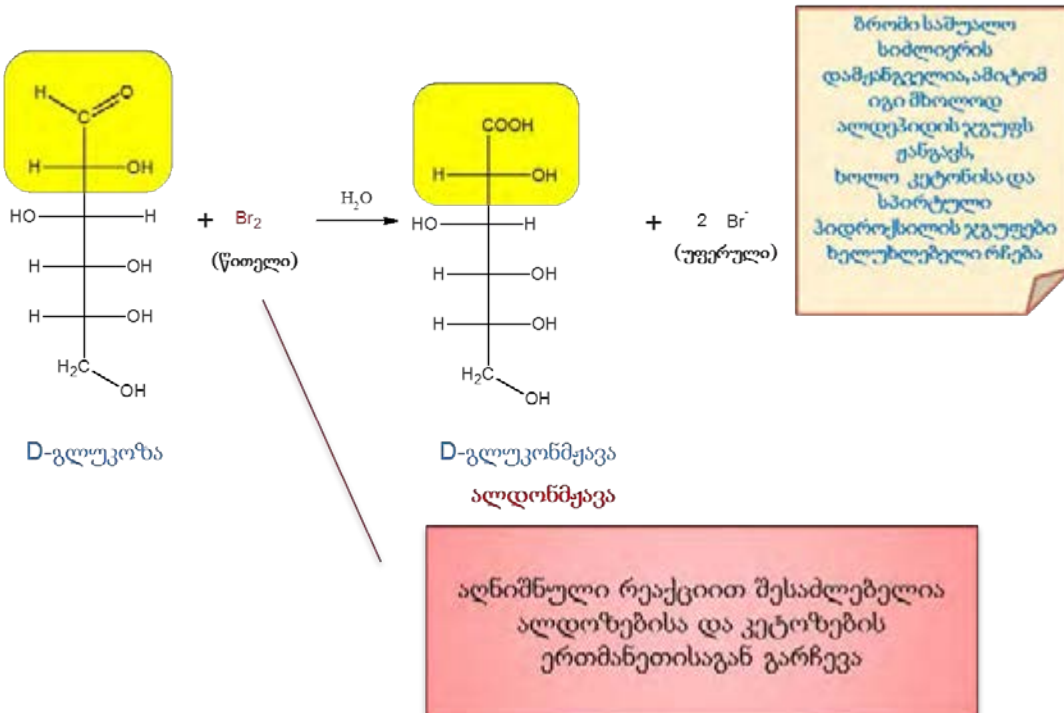 ბრომი საშუალო
სიძლიერის
დამჟანგველია,ამიტომ
იგი მხოლოდ
ალდეჰიდის ჯგუფს
ჟანგავს,
ხოლო კეტონისა და
სპირტული
ჰიდროქსილის ჯგუფები
ხელუხლებელი რჩება
H
O
C
H
OH
HO
H
H
OH
H
OH
H₂C
OH
+ Br₂
(წითელი)
H₂O
COOH
H
OH
HO
H
H
OH
H
OH
H₂C
OH
+ 2 Br⁻
(უფერული)
D-გლუკოზა
D-გლუკონმჟავა
ალდონმჟავა
აღნიშნული რეაქციით შესაძლებელია
ალდოზებისა და კეტოზების
ერთმანეთისაგან გარჩევა